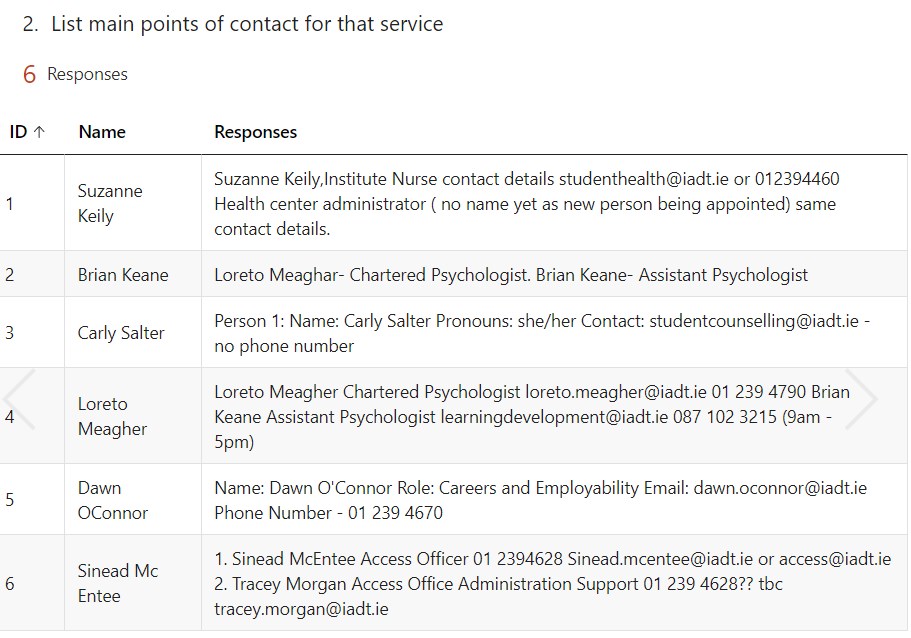 2. List main points of contact for that service
6 Responses
ID ↑ Name Responses
1 Suzanne Keily Suzanne Keily,Institute Nurse contact details studenthealth@iadt.ie or 012394460
Health center administrator ( no name yet as new person being appointed) same
contact details.
2 Brian Keane Loreto Meaghar- Chartered Psychologist. Brian Keane- Assistant Psychologist
3 Carly Salter Person 1: Name: Carly Salter Pronouns: she/her Contact: studentcounselling@iadt.ie -
no phone number
4 Loreto Meagher Loreto Meagher Chartered Psychologist loreto.meagher@iadt.ie 01 239 4790 Brian
Keane Assistant Psychologist learningdevelopment@iadt.ie 087 102 3215 (9am -
5pm)
5 Dawn OConnor Name: Dawn O'Connor Role: Careers and Employability Email: dawn.oconnor@iadt.ie
Phone Number - 01 239 4670
6 Sinead Mc Entee 1. Sinead McEntee Access Officer 01 2394628 Sinead.mcentee@iadt.ie or access@iadt.ie
2. Tracey Morgan Access Office Administration Support 01 239 4628?? tbc
tracey.morgan@iadt.ie